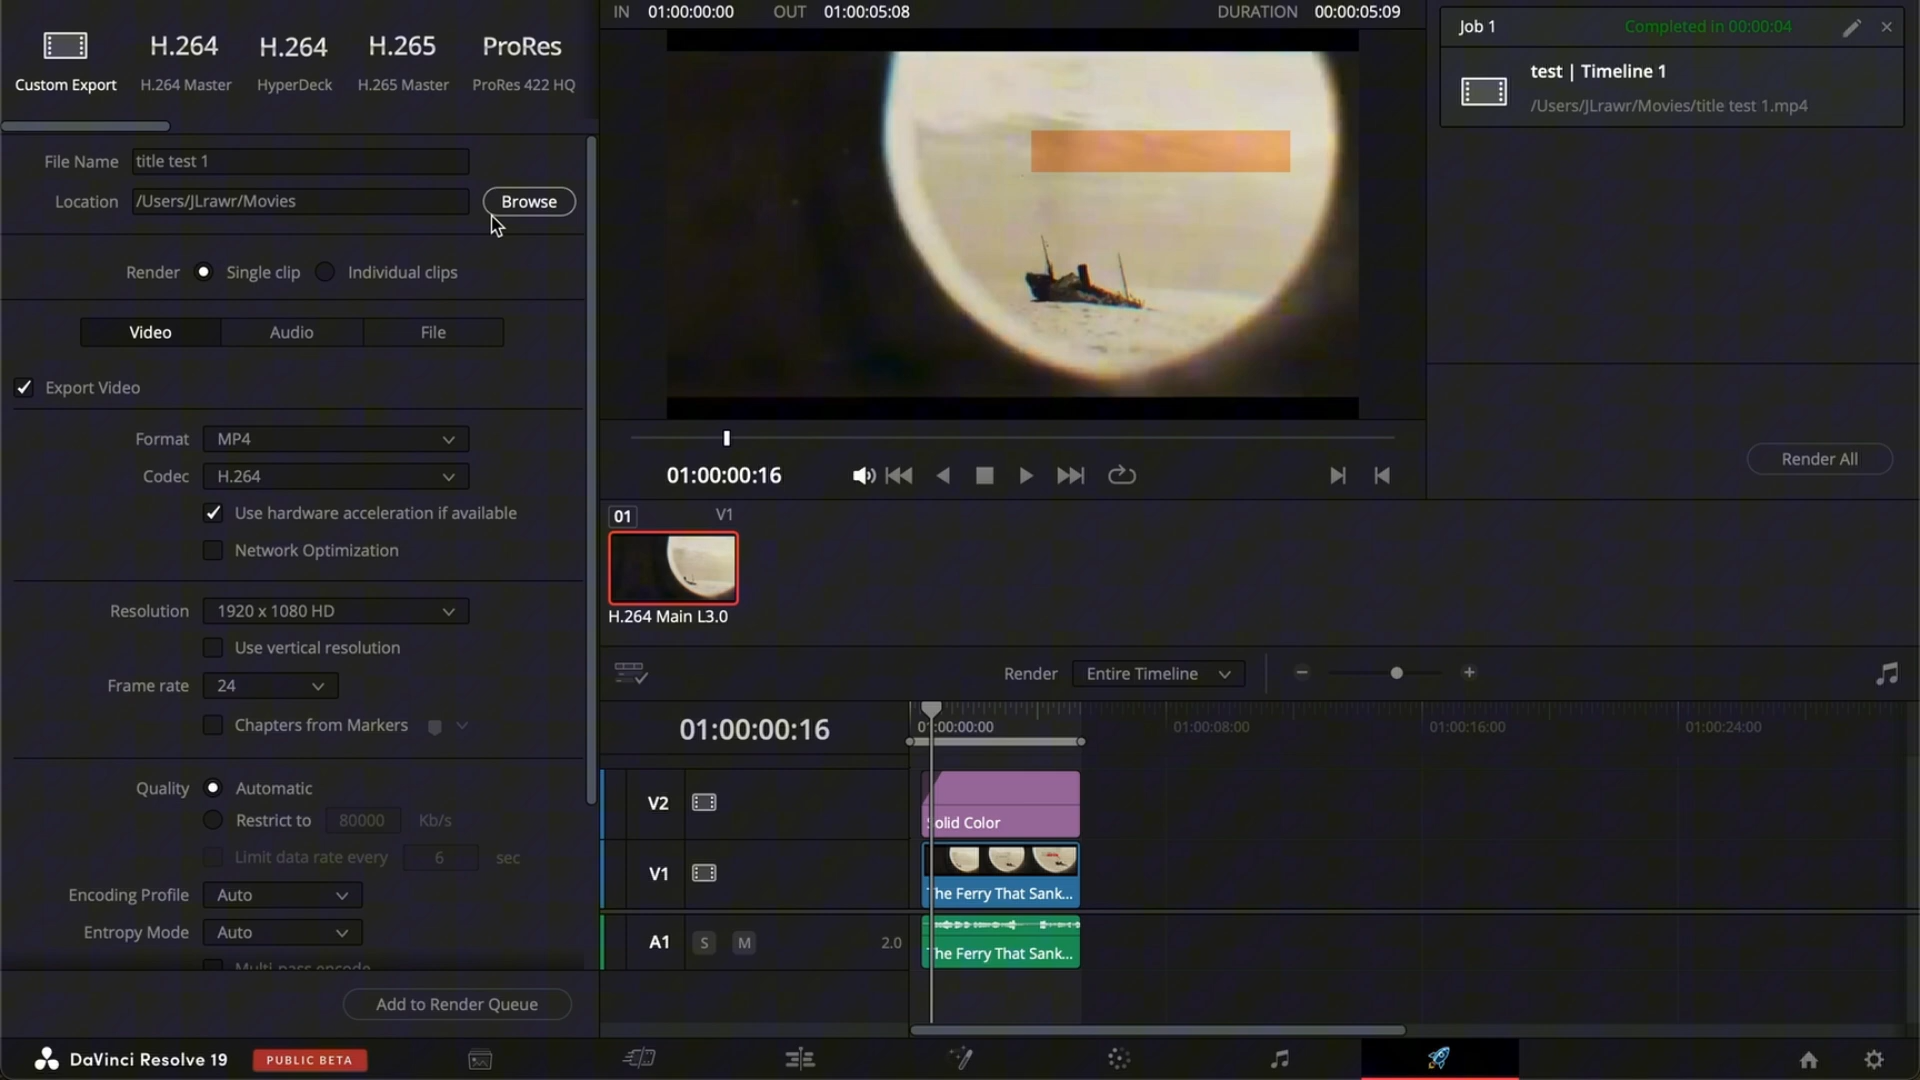 Custom Export
H.264
H.264 Master
H.264
HyperDeck
H.265
H.265 Master
ProRes
ProRes 422 HQ
File Name title test 1
Location /Users/JLrawr/Movies Browse
Render Single clip Individual clips
Video Audio File
Export Video
Format MP4
Codec H.264
Use hardware acceleration if available
Network Optimization
Resolution 1920 x 1080 HD
Use vertical resolution
Frame rate 24
Chapters from Markers
Quality Automatic
Restrict to 80000 Kb/s
Limit data rate every 6 sec
Encoding Profile Auto
Entropy Mode Auto
Multi-pass encode
Add to Render Queue
IN 01:00:00:00 OUT 01:00:05:08 DURATION 00:00:05:09
01:00:00:16
01 V1
H.264 Main L3.0
Render Entire Timeline
01:00:00:16
01:00:00:00 01:00:08:00 01:00:16:00 01:00:24:00
V2
Solid Color
V1
The Ferry That Sank...
A1 S M 2.0
The Ferry That Sank...
Job 1 Completed in 00:00:04
test | Timeline 1
/Users/JLrawr/Movies/title test 1.mp4
Render All
DaVinci Resolve 19 PUBLIC BETA